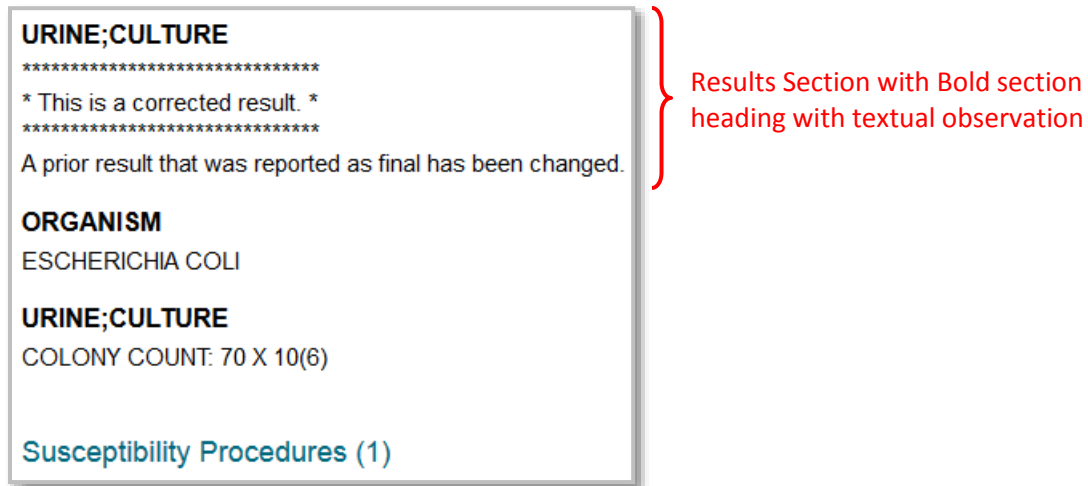 URINE;CULTURE
*******************************
* This is a corrected result. *
*******************************
A prior result that was reported as final has been changed.
ORGANISM
ESCHERICHIA COLI
URINE;CULTURE
COLONY COUNT: 70 X 10(6)
Susceptibility Procedures (1)
Results Section with Bold section
heading with textual observation